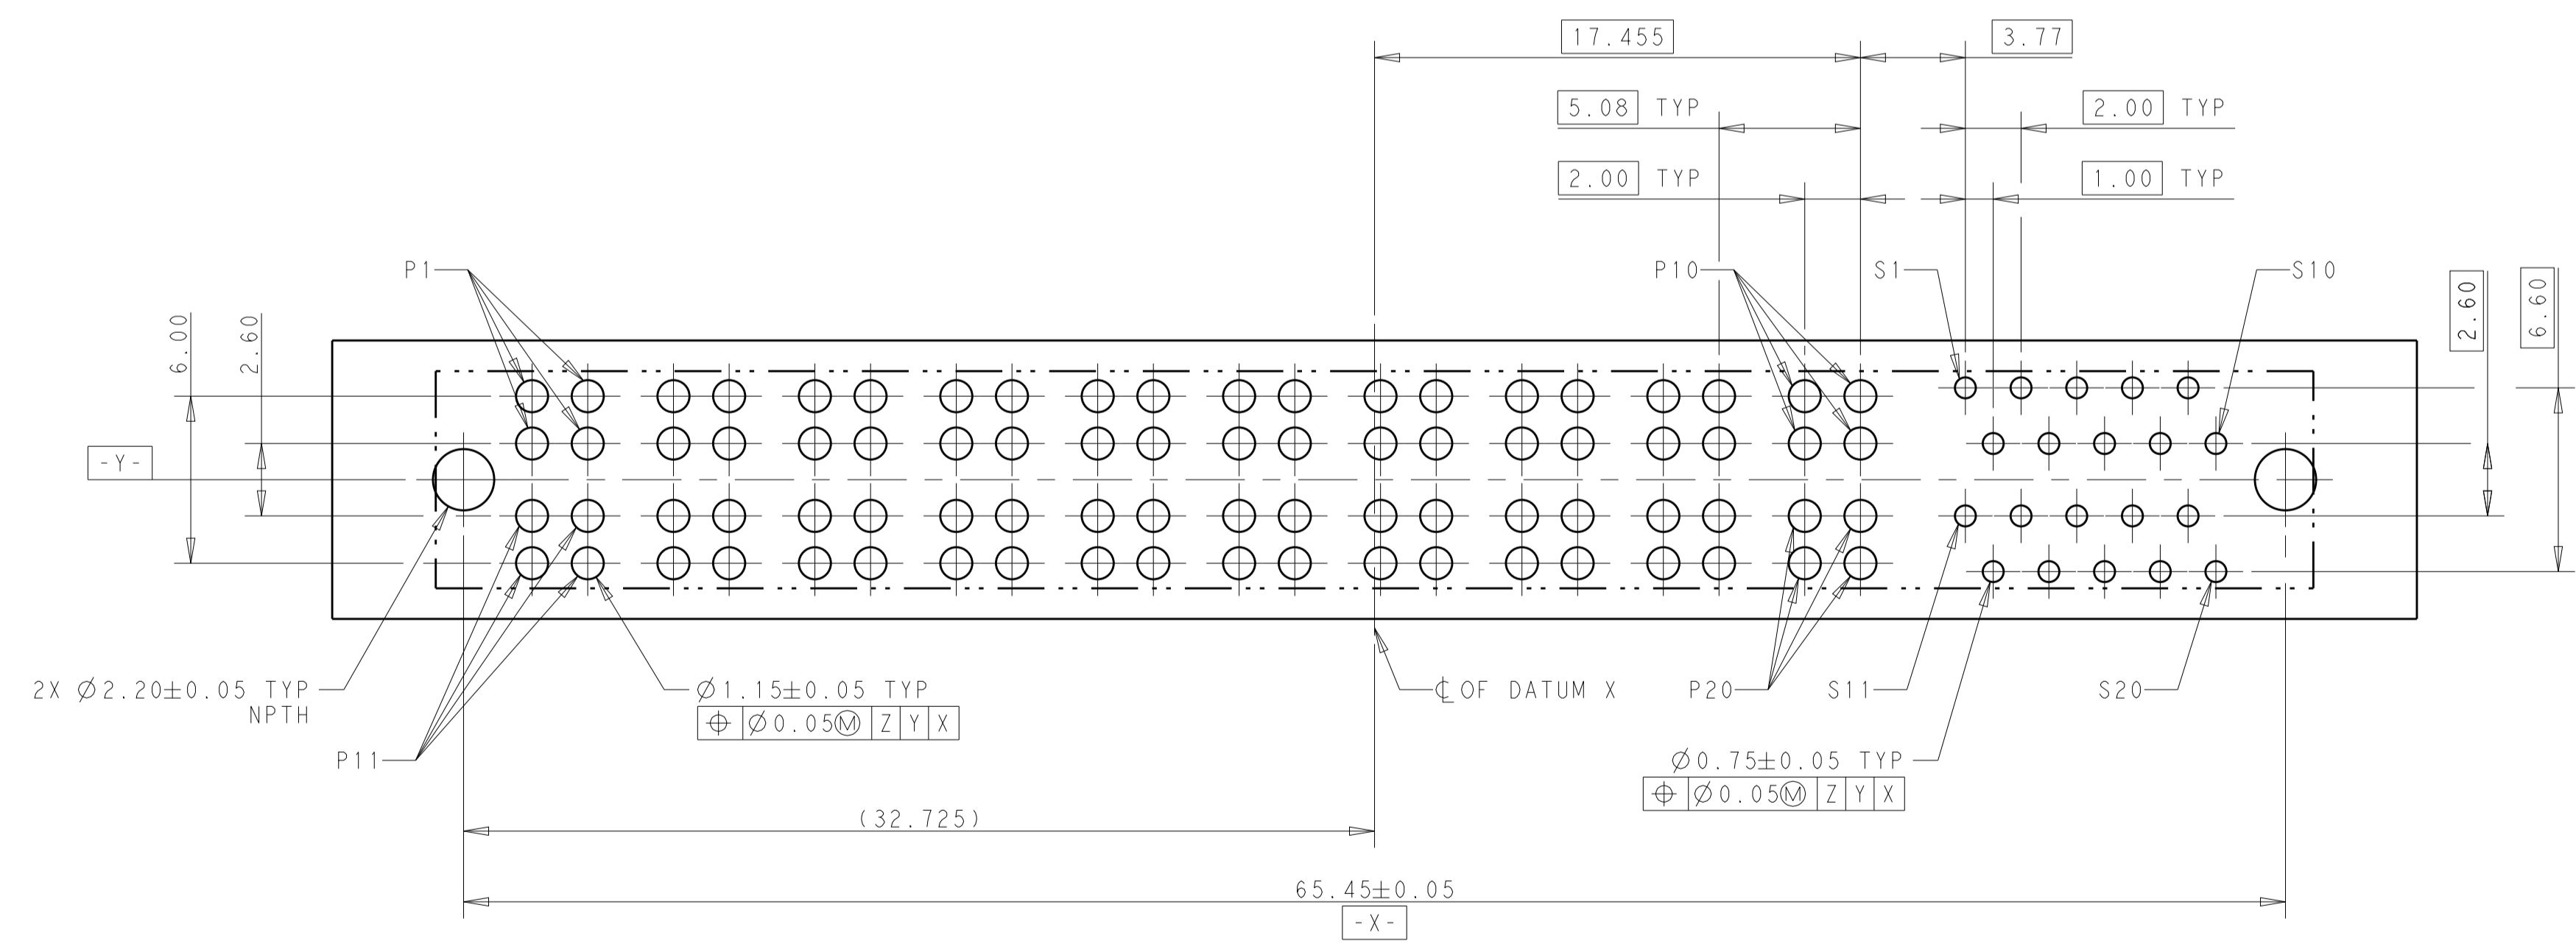 17.455
3.77
5.08 TYP
2.00 TYP
2.00 TYP
1.00 TYP
P1
P10
S1
S10
6.00
2.60
2.60
6.60
-Y-
2X Ø2.20±0.05 TYP
NPTH
Ø1.15±0.05 TYP
⌖ Ø0.05Ⓜ Z Y X
℄ OF DATUM X
P20
S11
S20
P11
Ø0.75±0.05 TYP
⌖ Ø0.05Ⓜ Z Y X
(32.725)
65.45±0.05
-X-